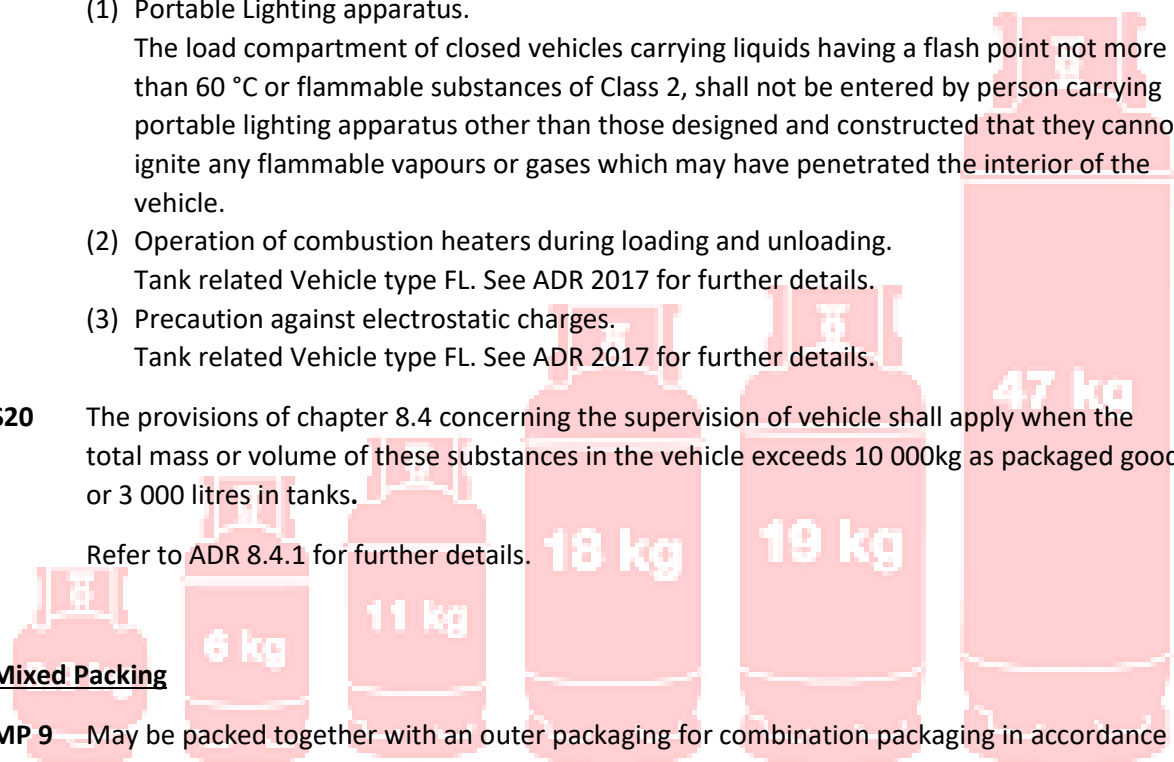 (1) Portable Lighting apparatus.
The load compartment of closed vehicles carrying liquids having a flash point not more
than 60 °C or flammable substances of Class 2, shall not be entered by person carrying
portable lighting apparatus other than those designed and constructed that they canno
ignite any flammable vapours or gases which may have penetrated the interior of the
vehicle.
(2) Operation of combustion heaters during loading and unloading.
Tank related Vehicle type FL. See ADR 2017 for further details.
(3) Precaution against electrostatic charges.
Tank related Vehicle type FL. See ADR 2017 for further details.
47 kg
S20 The provisions of chapter 8.4 concerning the supervision of vehicle shall apply when the
total mass or volume of these substances in the vehicle exceeds 10 000kg as packaged good
or 3 000 litres in tanks.
Refer to ADR 8.4.1 for further details.
18 kg
19 kg
11 kg
6 kg
Mixed Packing
MP 9 May be packed together with an outer packaging for combination packaging in accordance